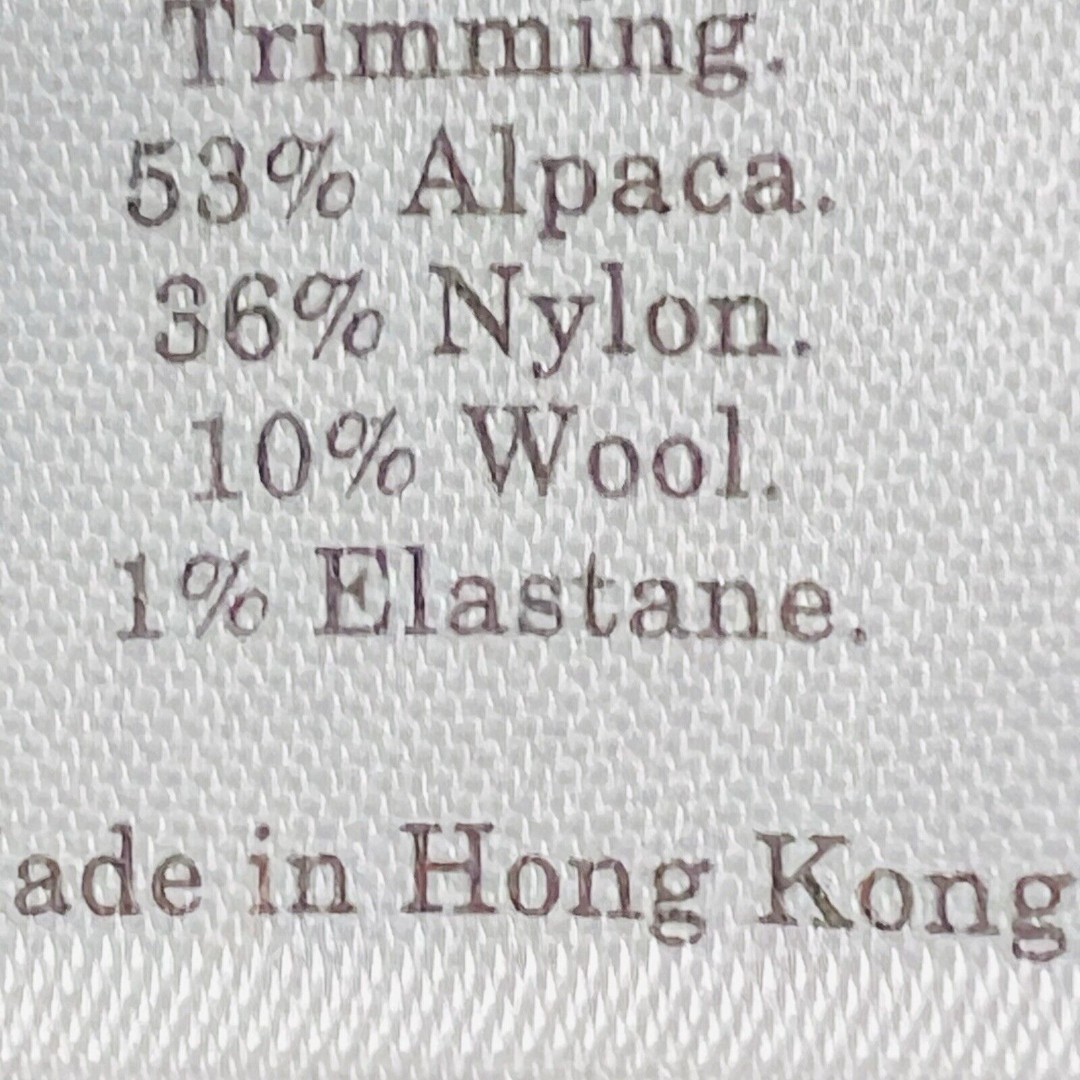 Trimming.
53% Alpaca.
36% Nylon.
10% Wool.
1% Elastane.
ade in Hong Kong